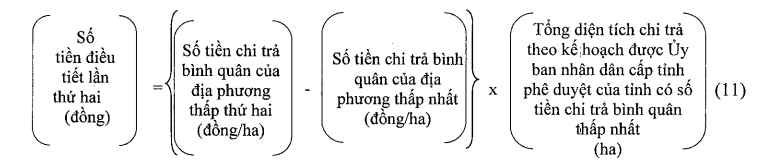 Số
tiền điều
tiết lần
thứ hai
(đồng)
=
Số tiền chi trả
bình quân của
địa phương
thấp thứ hai
(đồng/ha)
-
Số tiền chi trả bình
quân của địa
phương thấp nhất
(đồng/ha)
x
Tổng diện tích chi trả
theo kế hoạch được Ủy
ban nhân dân cấp tỉnh
phê duyệt của tỉnh có số
tiền chi trả bình quân
thấp nhất
(ha)
(11)